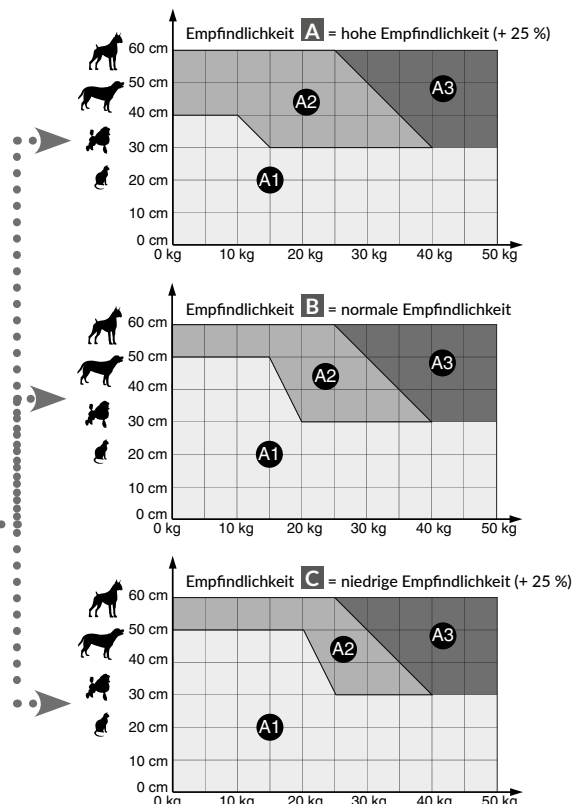 Empfindlichkeit A = hohe Empfindlichkeit (+ 25 %)
60 cm
50 cm
A3
A2
40 cm
30 cm
A1
20 cm
10 cm
0 cm
0 kg 10 kg 20 kg 30 kg 40 kg 50 kg
Empfindlichkeit B = normale Empfindlichkeit
60 cm
50 cm
A3
A2
40 cm
30 cm
A1
20 cm
10 cm
0 cm
0 kg 10 kg 20 kg 30 kg 40 kg 50 kg
Empfindlichkeit C = niedrige Empfindlichkeit (+ 25 %)
60 cm
50 cm
A3
A2
40 cm
30 cm
A1
20 cm
10 cm
0 cm
0 kg 10 kg 20 kg 30 kg 40 kg 50 kg